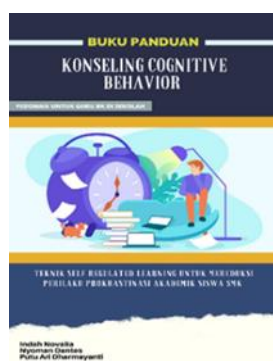 BUKU PANDUAN
KONSELING COGNITIVE
BEHAVIOR
PEDOMAN UNTUK GURU BK DI SEKOLAH
TEKNIK SELF REGULATED LEARNING UNTUK MEREDUKSI
PERILAKU PROKRASTINASI AKADEMIK SISWA SMK
Indah Novalia
Nyoman Dantes
Putu Ari Dharmayanti